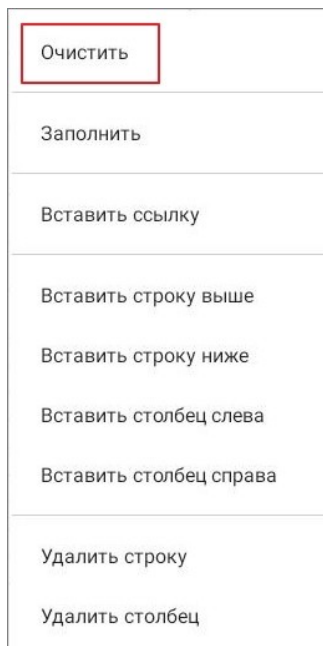 Очистить
Заполнить
Вставить ссылку
Вставить строку выше
Вставить строку ниже
Вставить столбец слева
Вставить столбец справа
Удалить строку
Удалить столбец